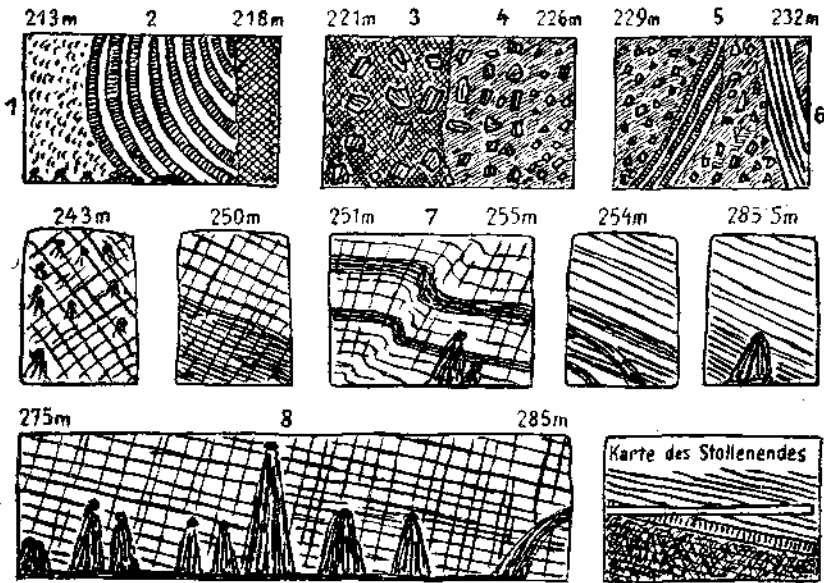 213m 2 218m 221m 3 4 226m 229m 5 232m
1 6
243m 250m 251m 7 255m 254m 285'5m
275m 8 285m
Karte des Stollenendes